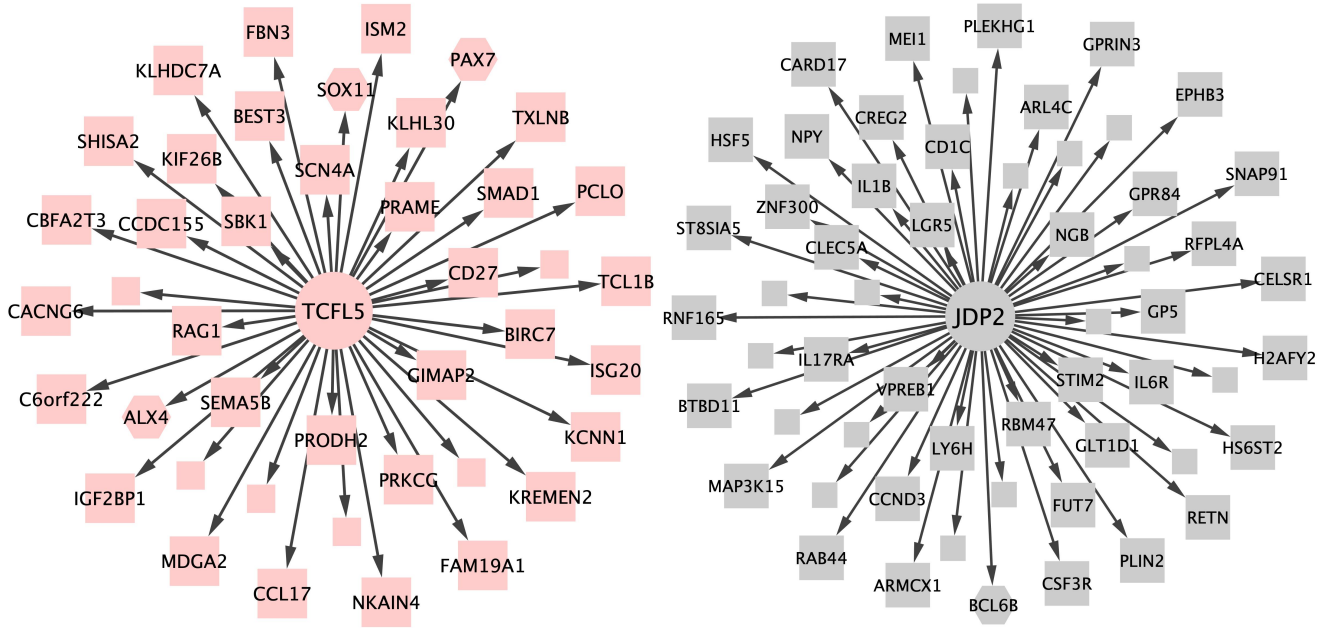 FBN3
ISM2
KLHDC7A
SOX11
PAX7
BEST3
KLHL30
TXLNB
SHISA2
KIF26B
SCN4A
CBFA2T3
CCDC155
SBK1
PRAME
SMAD1
PCLO
CD27
TCL1B
CACNG6
TCFL5
RAG1
BIRC7
ISG20
C6orf222
ALX4
SEMA5B
GIMAP2
KCNN1
PRODH2
IGF2BP1
PRKCG
KREMEN2
MDGA2
CCL17
NKAIN4
FAM19A1
PLEKHG1
MEI1
GPRIN3
CARD17
EPHB3
CREG2
ARL4C
HSF5
NPY
CD1C
SNAP91
IL1B
GPR84
ZNF300
LGR5
ST8SIA5
CLEC5A
NGB
RFPL4A
CELSR1
RNF165
JDP2
GP5
IL17RA
H2AFY2
STIM2
IL6R
BTBD11
VPREB1
RBM47
GLT1D1
HS6ST2
LY6H
MAP3K15
CCND3
FUT7
RETN
RAB44
PLIN2
ARMCX1
CSF3R
BCL6B